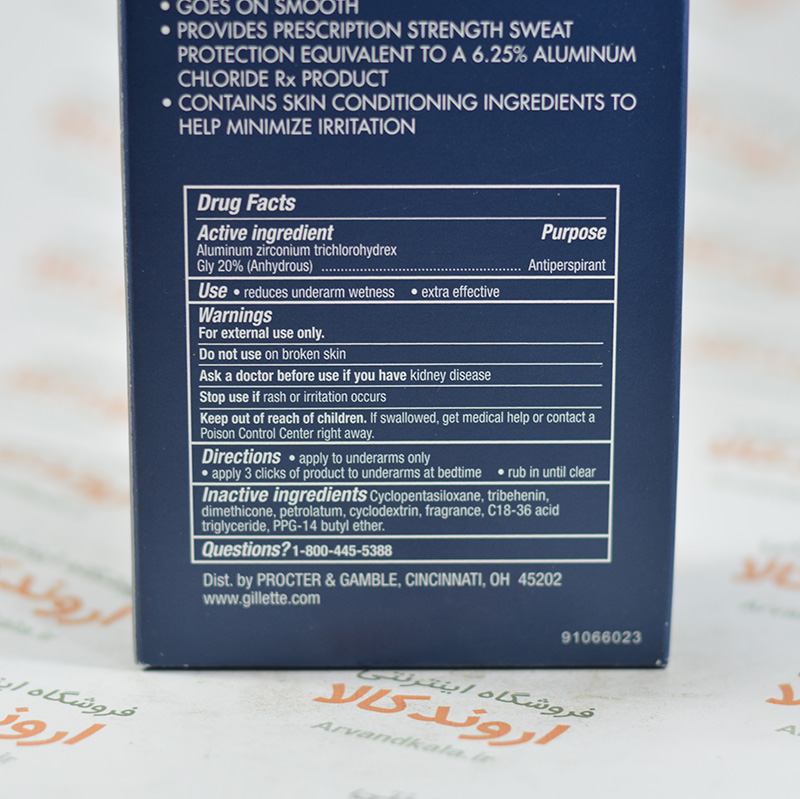 • GOES ON SMOOTH
• PROVIDES PRESCRIPTION STRENGTH SWEAT
PROTECTION EQUIVALENT TO A 6.25% ALUMINUM
CHLORIDE Rx PRODUCT
• CONTAINS SKIN CONDITIONING INGREDIENTS TO
HELP MINIMIZE IRRITATION
Drug Facts
Active ingredient Purpose
Aluminum zirconium trichlorohydrex
Gly 20% (Anhydrous) ........................................................ Antiperspirant
Use • reduces underarm wetness • extra effective
Warnings
For external use only.
Do not use on broken skin
Ask a doctor before use if you have kidney disease
Stop use if rash or irritation occurs
Keep out of reach of children. If swallowed, get medical help or contact a
Poison Control Center right away.
Directions • apply to underarms only
• apply 3 clicks of product to underarms at bedtime • rub in until clear
Inactive ingredients Cyclopentasiloxane, tribehenin,
dimethicone, petrolatum, cyclodextrin, fragrance, C18-36 acid
triglyceride, PPG-14 butyl ether.
Questions? 1-800-445-5388
Dist. by PROCTER & GAMBLE, CINCINNATI, OH 45202
www.gillette.com
91066023
فروشگاه اینترنتی
اروند کالا
Arvandkala.ir
فروشگاه اینترنتی
اروند